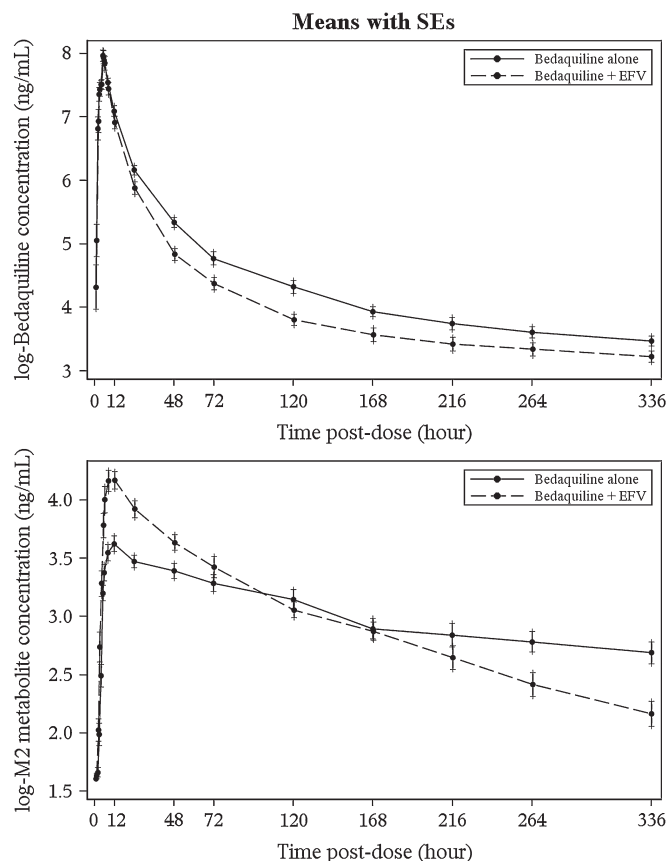 Means with SEs
log-Bedaquiline concentration (ng/mL)
8
7
6
5
4
3
Bedaquiline alone
Bedaquiline + EFV
0 12 48 72 120 168 216 264 336
Time post-dose (hour)
log-M2 metabolite concentration (ng/mL)
4.0
3.5
3.0
2.5
2.0
1.5
Bedaquiline alone
Bedaquiline + EFV
0 12 48 72 120 168 216 264 336
Time post-dose (hour)